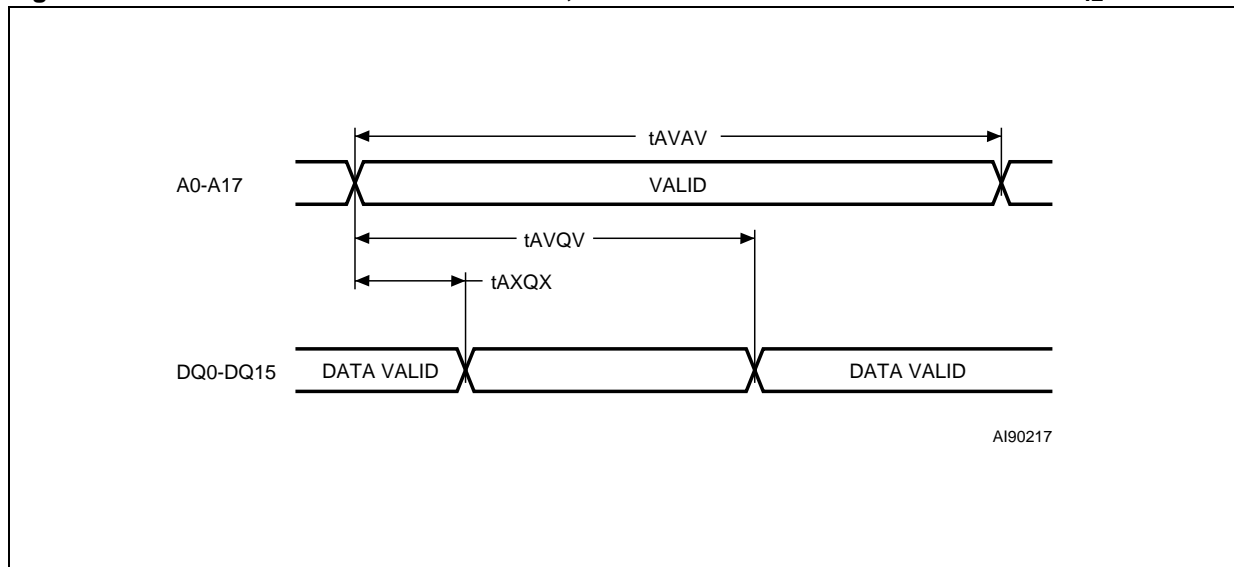 tAVAV
A0-A17
VALID
tAVQV
tAXQX
DQ0-DQ15
DATA VALID
DATA VALID
AI90217